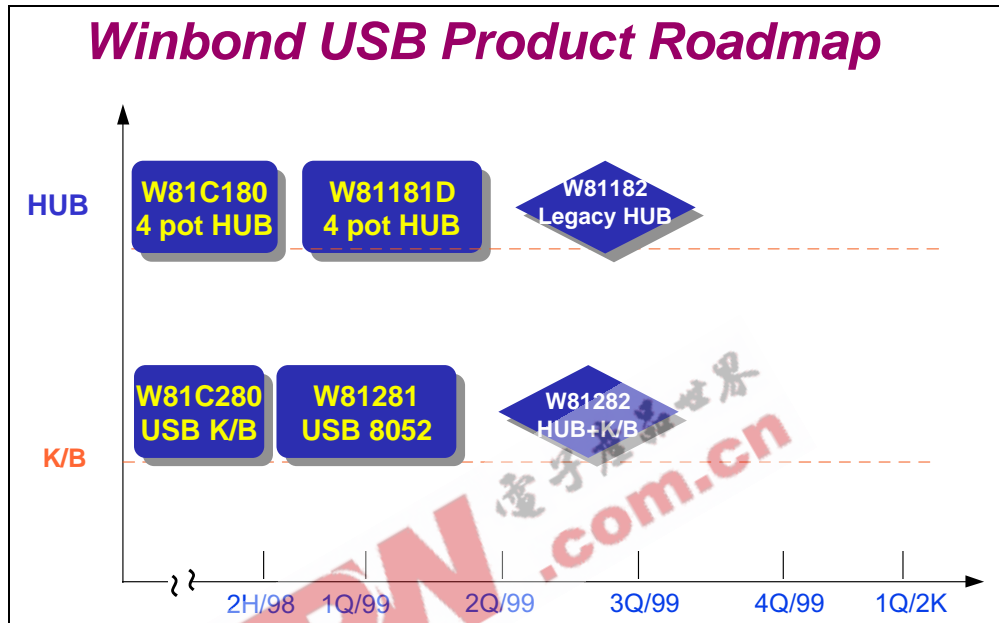 Winbond USB Product Roadmap
HUB
W81C180
4 pot HUB
W81181D
4 pot HUB
W81182
Legacy HUB
K/B
W81C280
USB K/B
W81281
USB 8052
W81282
HUB+K/B
2H/98
1Q/99
2Q/99
3Q/99
4Q/99
1Q/2K
.com.cn